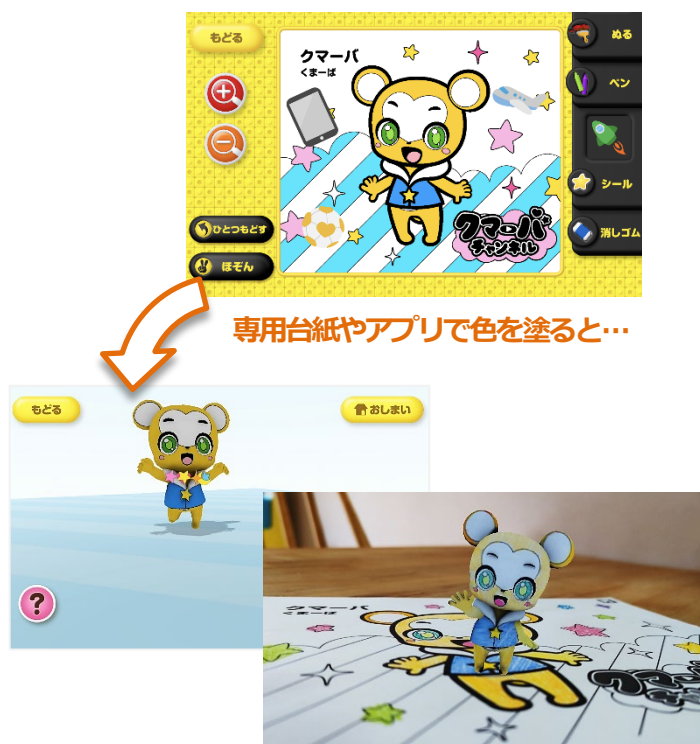 もどる
クマーバ
くまーば
ぬる
ペン
シール
消しゴム
ひとつもどす
ほぞん
クマーバ
チャンネル
専用台紙やアプリで色を塗ると…
もどる
おしまい
?
クマーバ
くまーば